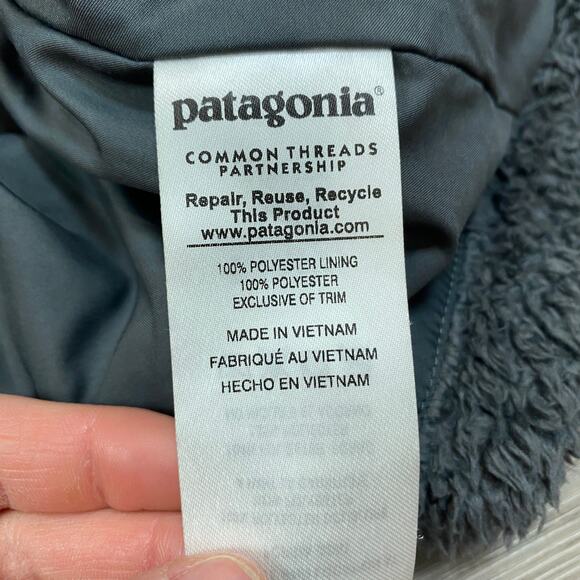 patagonia®
COMMON THREADS
PARTNERSHIP
Repair, Reuse, Recycle
This Product
www.patagonia.com
100% POLYESTER LINING
100% POLYESTER
EXCLUSIVE OF TRIM
MADE IN VIETNAM
FABRIQUÉ AU VIETNAM
HECHO EN VIETNAM